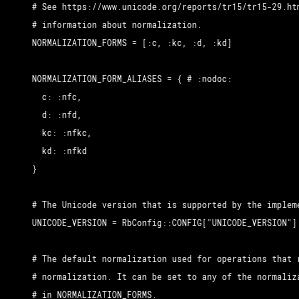 # See https://www.unicode.org/reports/tr15/tr15-29.htm
# information about normalization.
NORMALIZATION_FORMS = [:c, :kc, :d, :kd]
NORMALIZATION_FORM_ALIASES = { # :nodoc:
c: :nfc,
d: :nfd,
kc: :nfkc,
kd: :nfkd
}
# The Unicode version that is supported by the impleme
UNICODE_VERSION = RbConfig::CONFIG["UNICODE_VERSION"]
# The default normalization used for operations that
# normalization. It can be set to any of the normaliz
# in NORMALIZATION_FORMS.